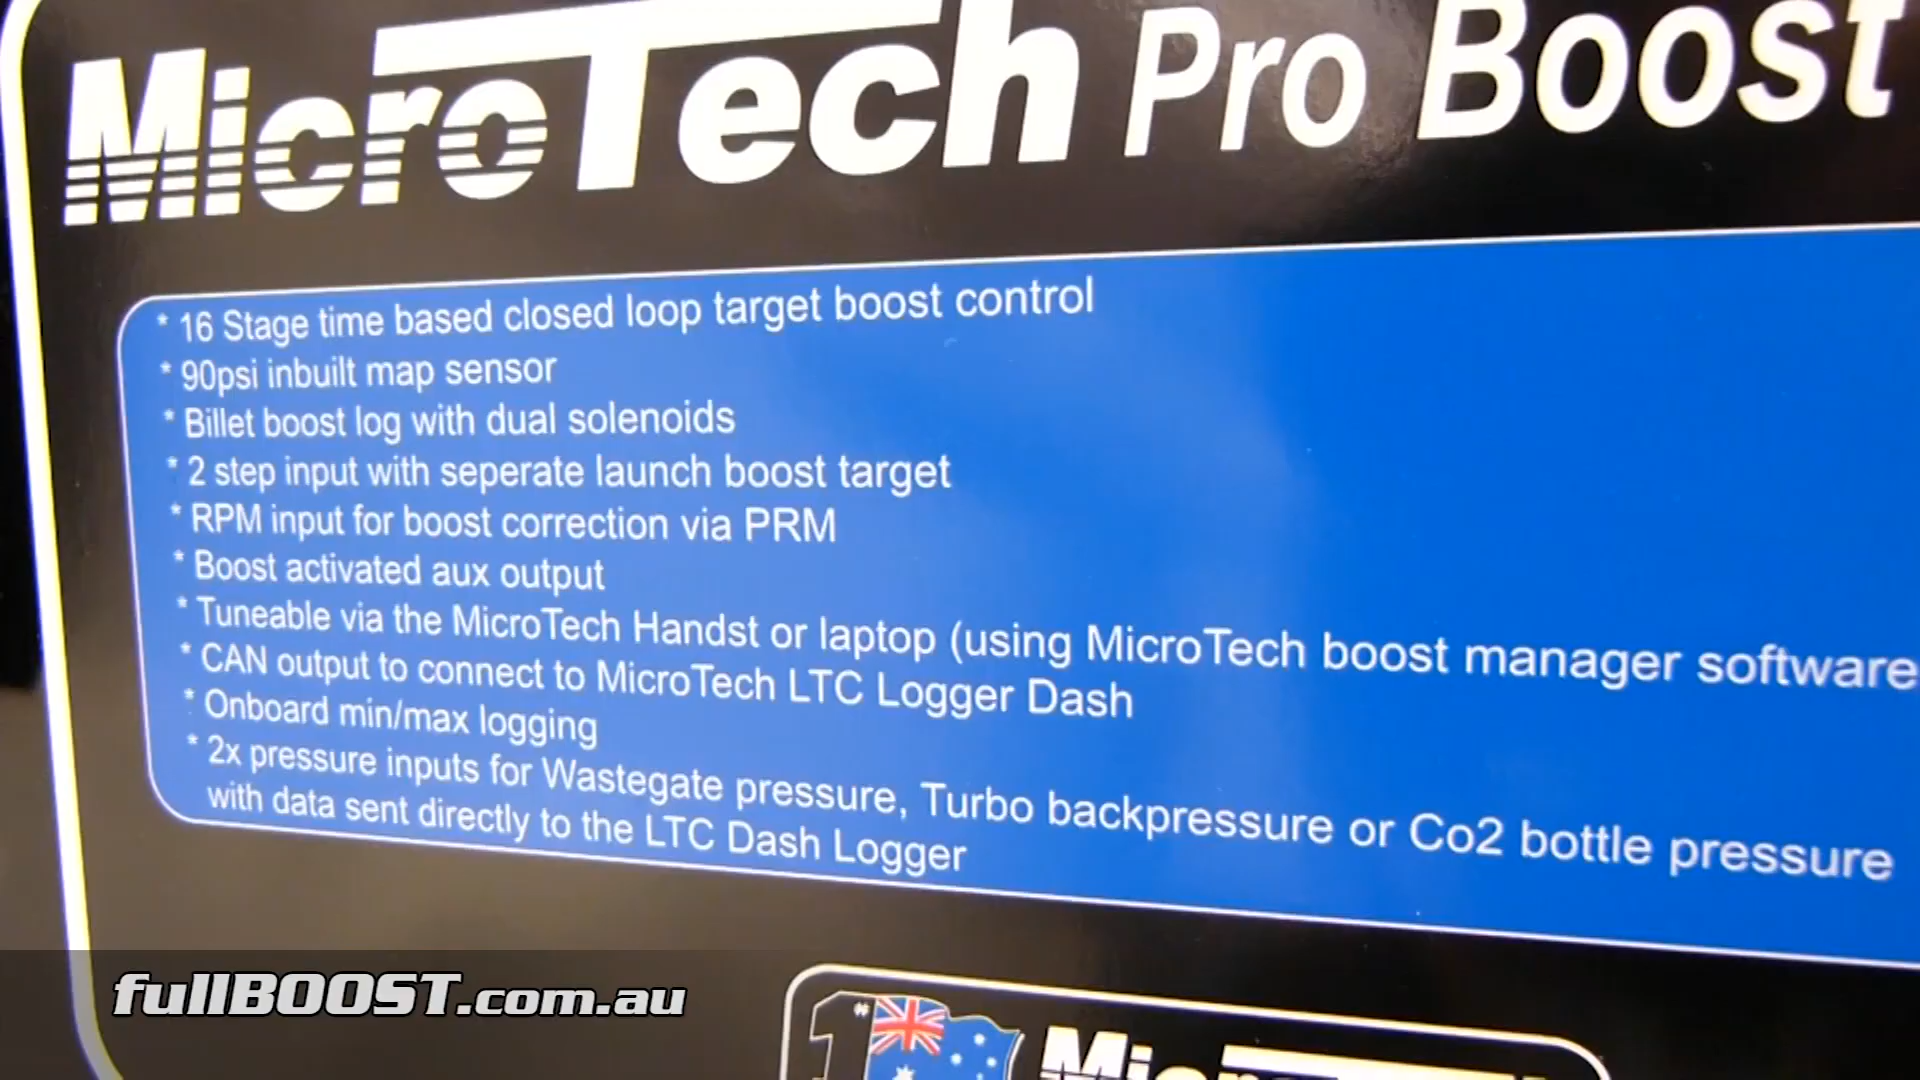 MicroTech Pro Boost
* 16 Stage time based closed loop target boost control
* 90psi inbuilt map sensor
* Billet boost log with dual solenoids
* 2 step input with seperate launch boost target
* RPM input for boost correction via PRM
* Boost activated aux output
* Tuneable via the MicroTech Handst or laptop (using MicroTech boost manager software
* CAN output to connect to MicroTech LTC Logger Dash
* Onboard min/max logging
* 2x pressure inputs for Wastegate pressure, Turbo backpressure or Co2 bottle pressure
with data sent directly to the LTC Dash Logger
fullBOOST.com.au
#1